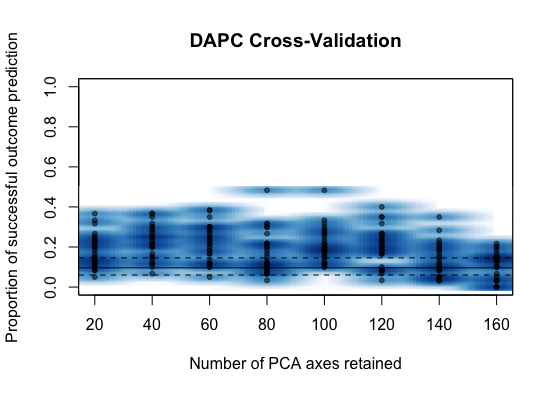 DAPC Cross-Validation
Proportion of successful outcome prediction
1.0
0.8
0.6
0.4
0.2
0.0
20 40 60 80 100 120 140 160
Number of PCA axes retained